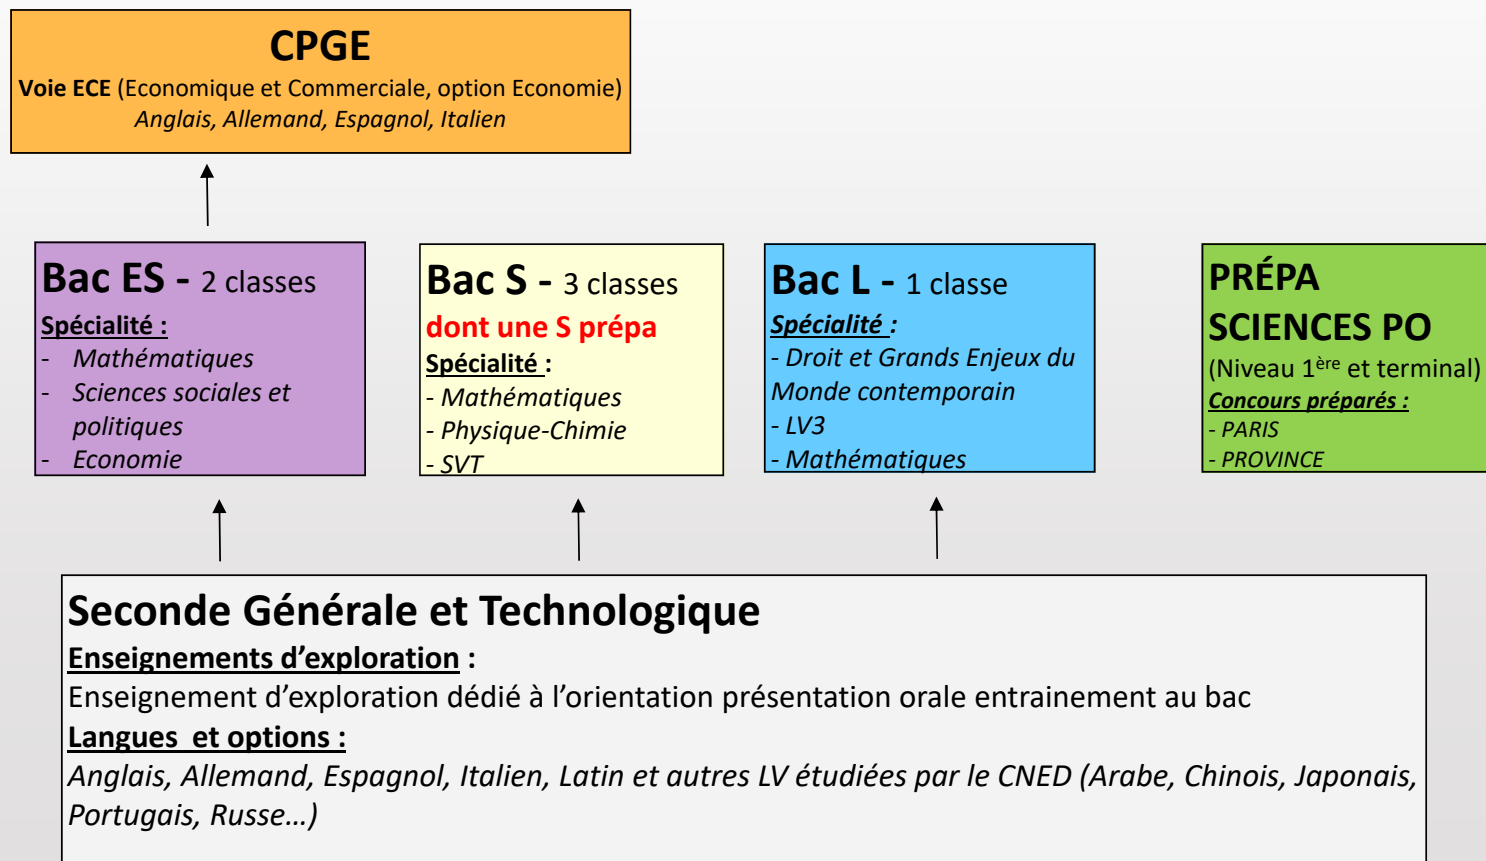 CPGE
Voie ECE (Economique et Commerciale, option Economie)
Anglais, Allemand, Espagnol, Italien
Bac ES - 2 classes
Spécialité :
- Mathématiques
- Sciences sociales et
politiques
- Economie
Bac S - 3 classes
dont une S prépa
Spécialité :
- Mathématiques
- Physique-Chimie
- SVT
Bac L - 1 classe
Spécialité :
- Droit et Grands Enjeux du
Monde contemporain
- LV3
- Mathématiques
PRÉPA
SCIENCES PO
(Niveau 1ère et terminal)
Concours préparés :
- PARIS
- PROVINCE
Seconde Générale et Technologique
Enseignements d’exploration :
Enseignement d’exploration dédié à l’orientation présentation orale entrainement au bac
Langues et options :
Anglais, Allemand, Espagnol, Italien, Latin et autres LV étudiées par le CNED (Arabe, Chinois, Japonais,
Portugais, Russe…)